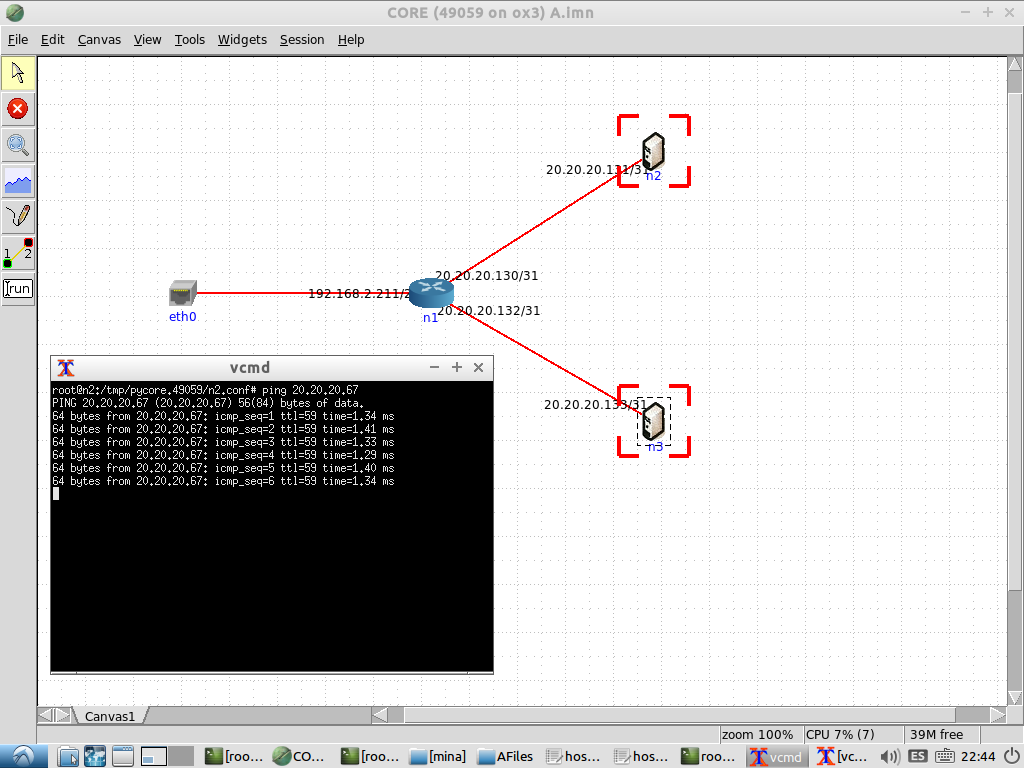 CORE (49059 on ox3) A.imn
File Edit Canvas View Tools Widgets Session Help
1 2
run
20.20.20.131/31
n2
20.20.20.130/31
192.168.2.211/2
eth0
n1
20.20.20.132/31
20.20.20.133/31
n3
vcmd
root@n2:/tmp/pycore.49059/n2.conf# ping 20.20.20.67
PING 20.20.20.67 (20.20.20.67) 56(84) bytes of data.
64 bytes from 20.20.20.67: icmp_seq=1 ttl=59 time=1.34 ms
64 bytes from 20.20.20.67: icmp_seq=2 ttl=59 time=1.41 ms
64 bytes from 20.20.20.67: icmp_seq=3 ttl=59 time=1.33 ms
64 bytes from 20.20.20.67: icmp_seq=4 ttl=59 time=1.29 ms
64 bytes from 20.20.20.67: icmp_seq=5 ttl=59 time=1.40 ms
64 bytes from 20.20.20.67: icmp_seq=6 ttl=59 time=1.34 ms
Canvas1
zoom 100% CPU 7% (7) 39M free
[roo... CO... [roo... [mina] AFiles hos... hos... roo... vcmd [vc... ES 22:44